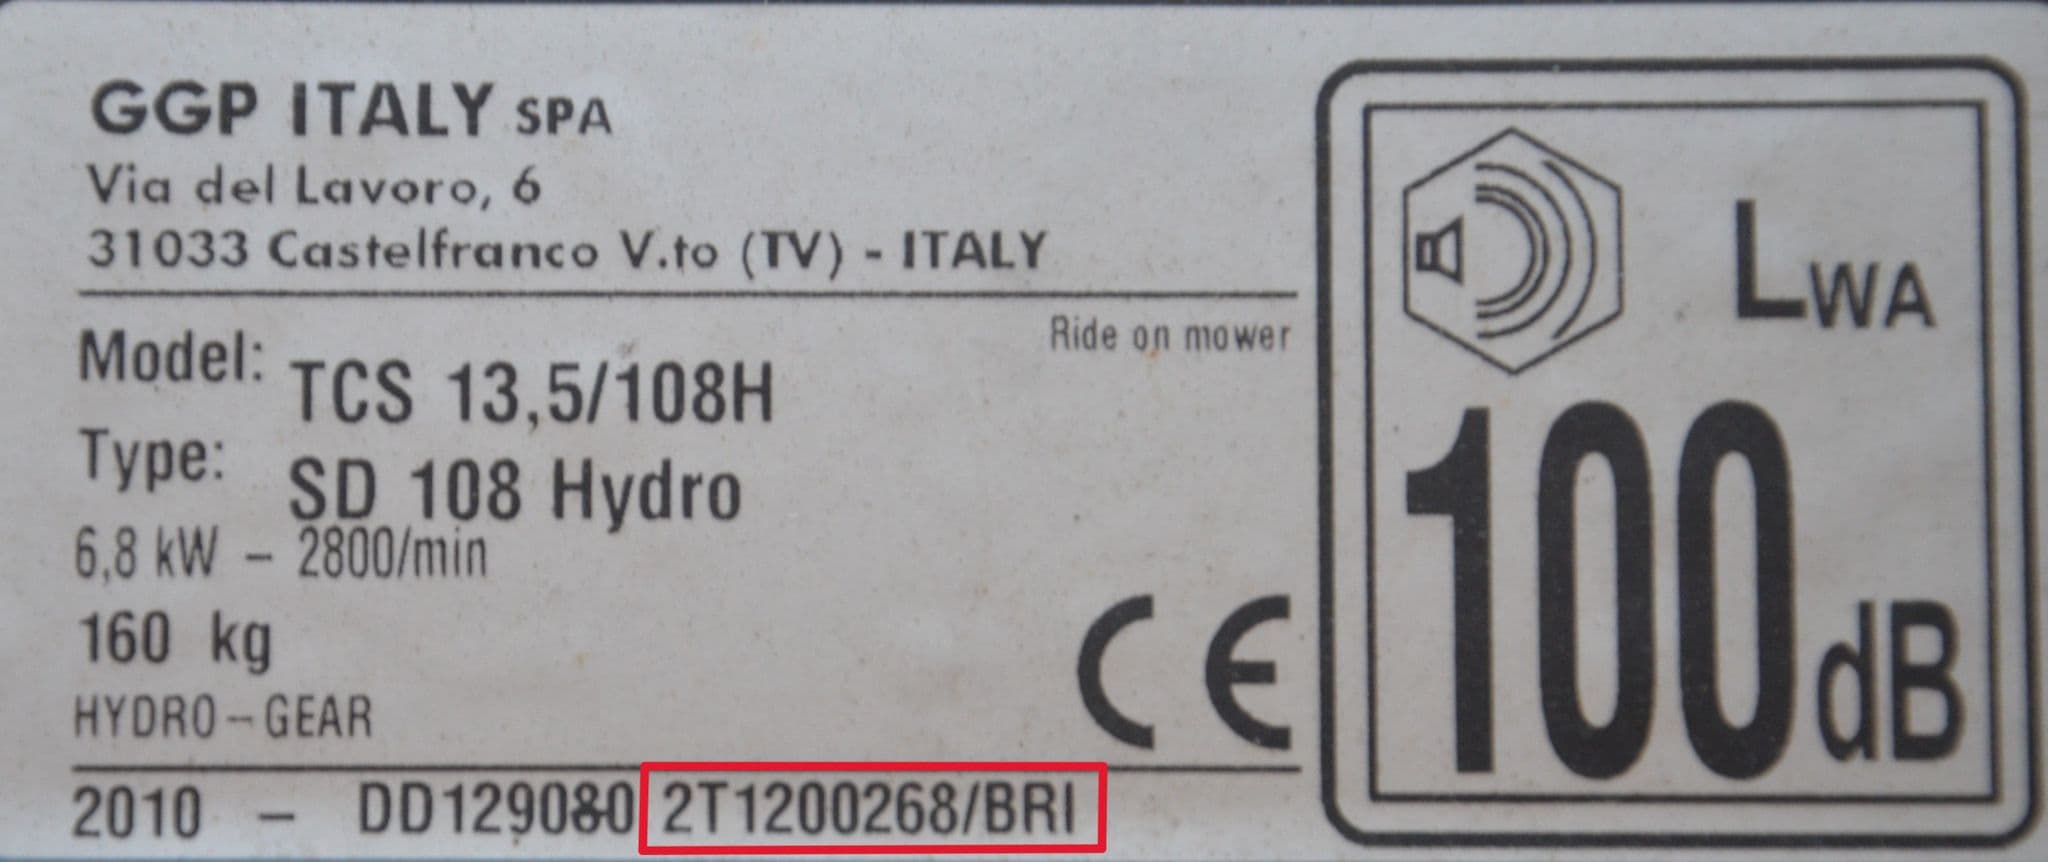 GGP ITALY SPA
Via del Lavoro, 6
31033 Castelfranco V.to (TV) - ITALY
Ride on mower
Model: TCS 13,5/108H
Type: SD 108 Hydro
6,8 kW – 2800/min
160 kg
HYDRO–GEAR
CE
2010 – DD129080 2T1200268/BRI
LWA
100 dB